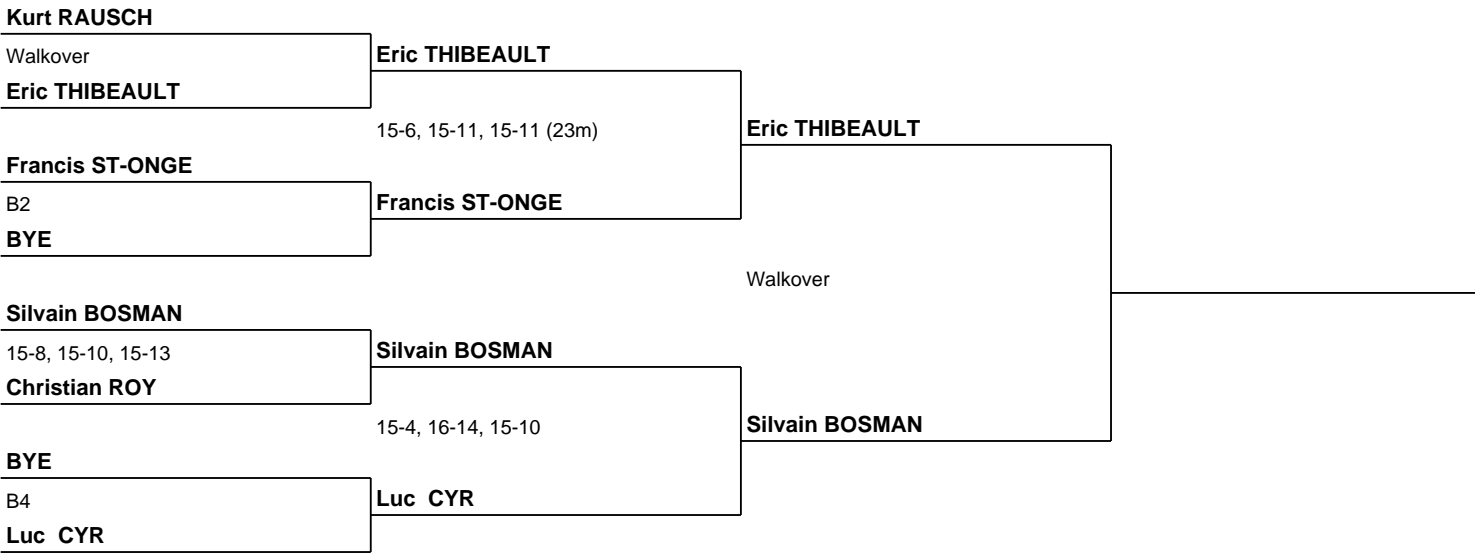 Kurt RAUSCH
Walkover
Eric THIBEAULT
Eric THIBEAULT
15-6, 15-11, 15-11 (23m)
Eric THIBEAULT
Francis ST-ONGE
B2
Francis ST-ONGE
BYE
Walkover
Silvain BOSMAN
15-8, 15-10, 15-13
Silvain BOSMAN
Christian ROY
15-4, 16-14, 15-10
Silvain BOSMAN
BYE
B4
Luc  CYR
Luc  CYR